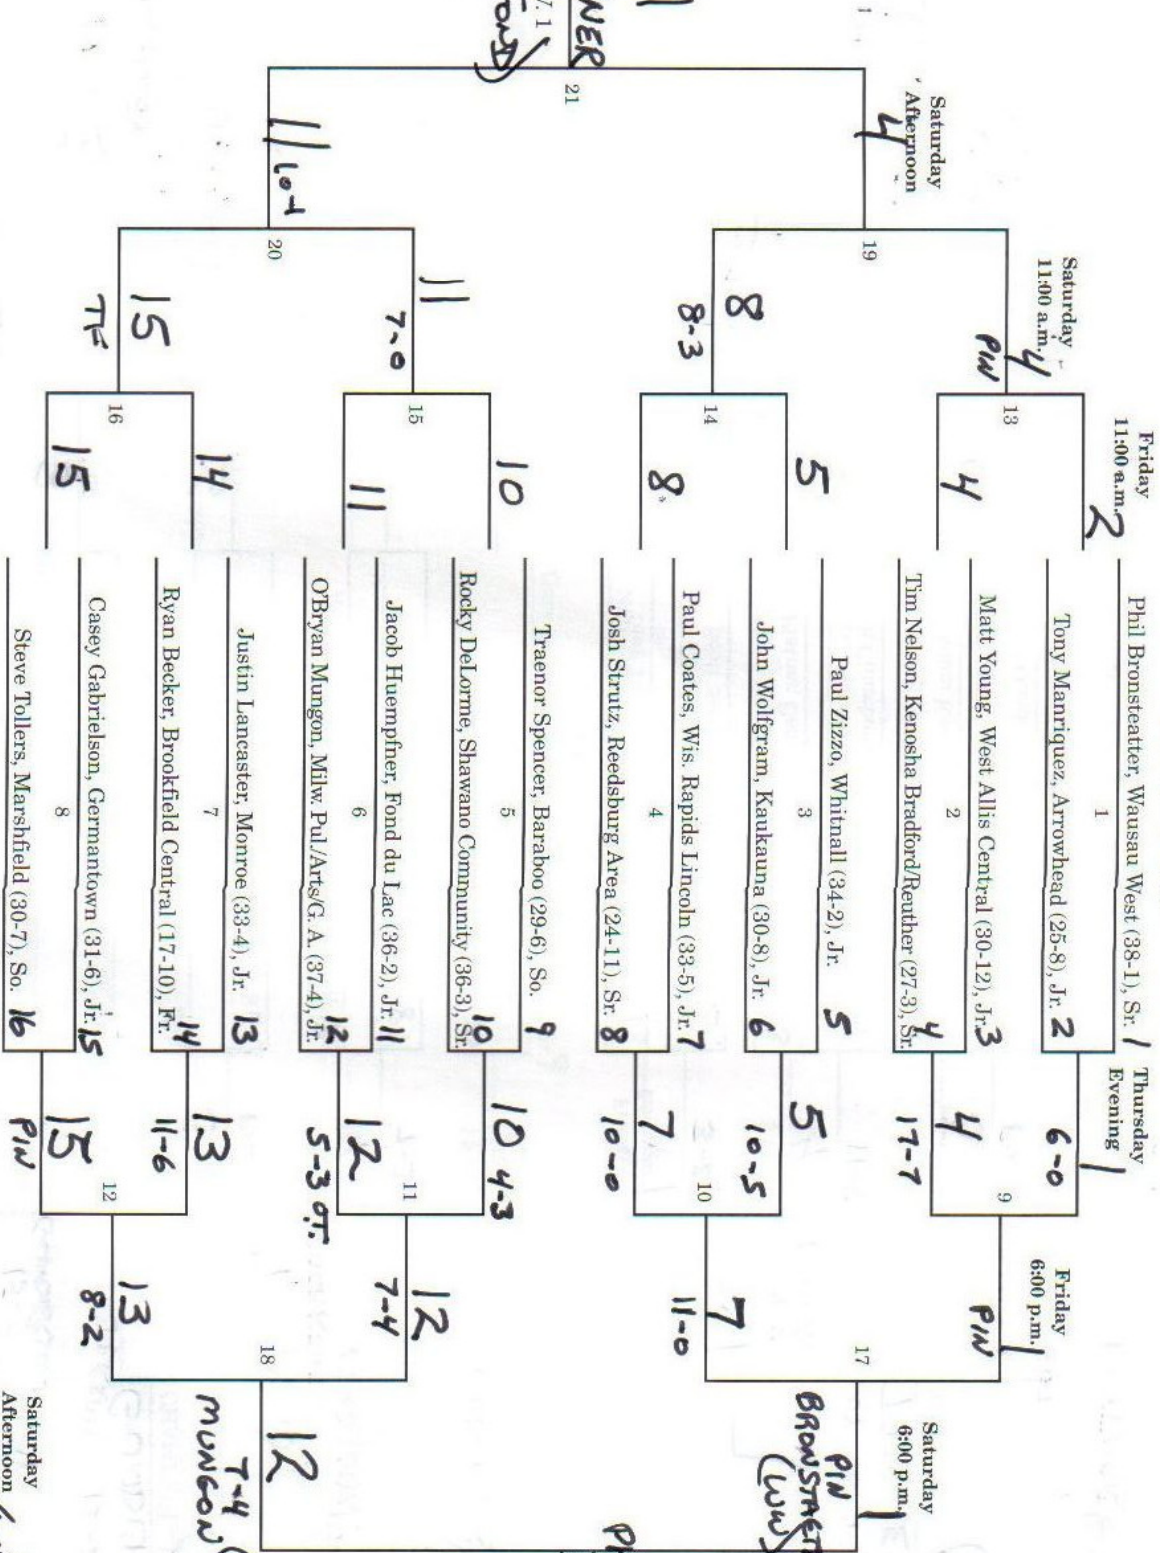 Friday
11:00 a.m.
2
Saturday
11:00 a.m.
4
PIN
Saturday
Afternoon
4
19
13
4
5
14
8
8-3
8
21
NER
V. 1
20
11
10-1
10
15
11
7-0
11
14
16
15
TF
15
Phil Bronsteatter, Wausau West (38-1), Sr. 1
1
Tony Manriquez, Arrowhead (25-8), Jr. 2
Matt Young, West Allis Central (30-12), Jr. 3
2
Tim Nelson, Kenosha Bradford/Reuther (27-3), Sr. 4
Paul Zizzo, Whitnall (34-2), Jr. 5
3
John Wolfgram, Kaukauna (30-8), Jr. 6
Paul Coates, Wis. Rapids Lincoln (33-5), Jr. 7
4
Josh Strutz, Reedsburg Area (24-11), Sr. 8
Traenor Spencer, Baraboo (29-6), So. 9
5
Rocky DeLorme, Shawano Community (36-3), Sr. 10
Jacob Huempfner, Fond du Lac (36-2), Jr. 11
6
O'Bryan Mungon, Milw. Pul./Arts/G. A. (37-4), Jr. 12
Justin Lancaster, Monroe (33-4), Jr. 13
7
Ryan Becker, Brookfield Central (17-10), Fr. 14
Casey Gabrielson, Germantown (31-6), Jr. 15
8
Steve Tollers, Marshfield (30-7), So. 16
Thursday
Evening
1
6-0
9
4
17-7
5
10-5
10
7
10-0
10 4-3
11
12
5-3 OT.
13
11-6
12
15
PIN
Friday
6:00 p.m.
1
PIN
17
7
11-0
12
7-4
18
13
8-2
Saturday
6:00 p.m.
1
PIN
BRONSTAET
(WW)
12
7-4
MUNGON
Saturday
Afternoon